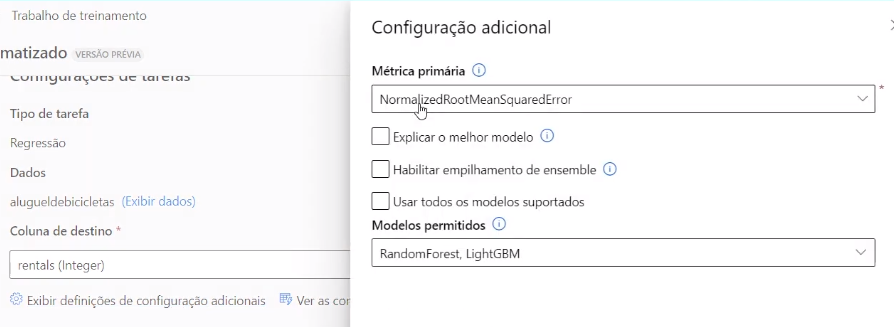 Trabalho de treinamento
matizado VERSÃO PRÉVIA
Configurações de tarefas
Tipo de tarefa
Regressão
Dados
alugueldebicicletas (Exibir dados)
Coluna de destino *
rentals (Integer)
Exibir definições de configuração adicionais Ver as cor
Configuração adicional
Métrica primária
NormalizedRootMeanSquaredError
*
Explicar o melhor modelo
Habilitar empilhamento de ensemble
Usar todos os modelos suportados
Modelos permitidos
RandomForest, LightGBM